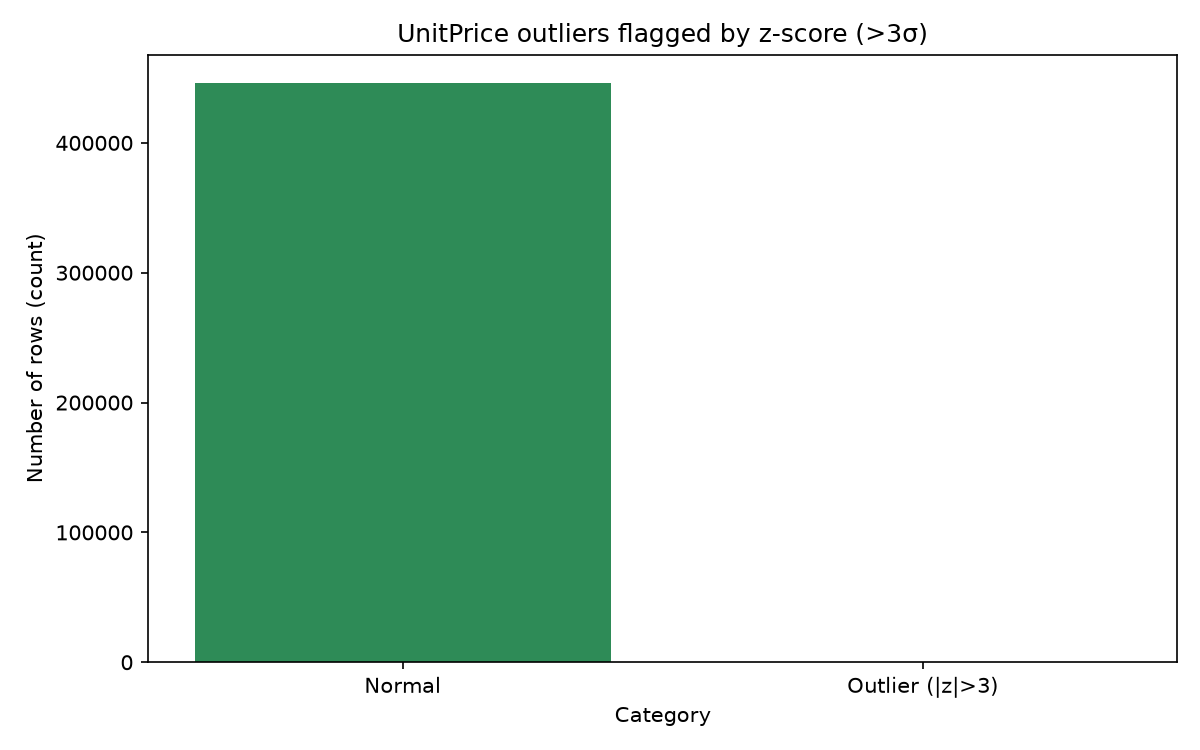 UnitPrice outliers flagged by z-score (>3σ)
Number of rows (count)
400000
300000
200000
100000
0
Normal
Outlier (|z|>3)
Category